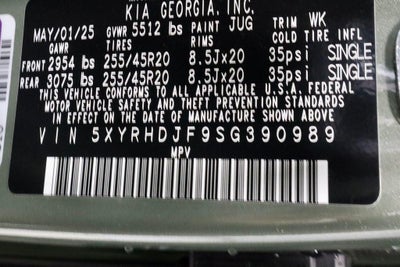 KIA GEORGIA, INC.
MAY/01/25 GVWR 5512 lbs PAINT JUG TRIM WK
GAWR TIRES RIMS COLD TIRE INFL
FRONT 2954 lbs 255/45R20 8.5Jx20 35psi SINGLE
REAR 3075 lbs 255/45R20 8.5Jx20 35psi SINGLE
THIS VEHICLE CONFORMS TO ALL APPLICABLE U.S.A. FEDERAL
MOTOR VEHICLE SAFETY AND THEFT PREVENTION STANDARDS
IN EFFECT ON THE DATE OF MANUFACTURE SHOWN ABOVE.
VIN 5XYRHDJF9SG390989
MPV